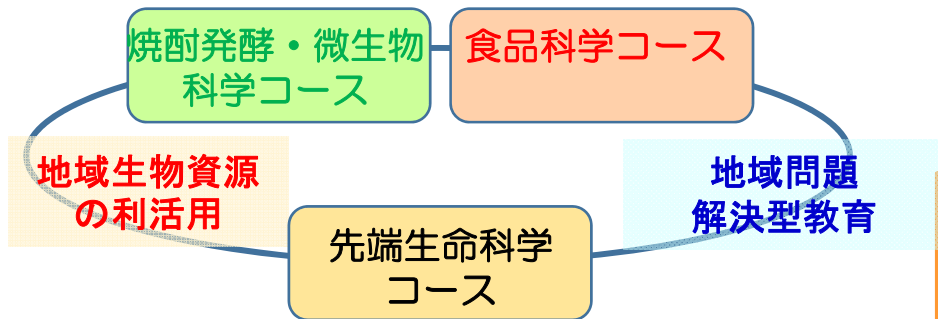 焼酎発酵・微生物
科学コース
食品科学コース
地域生物資源
の利活用
地域問題
解決型教育
先端生命科学
コース